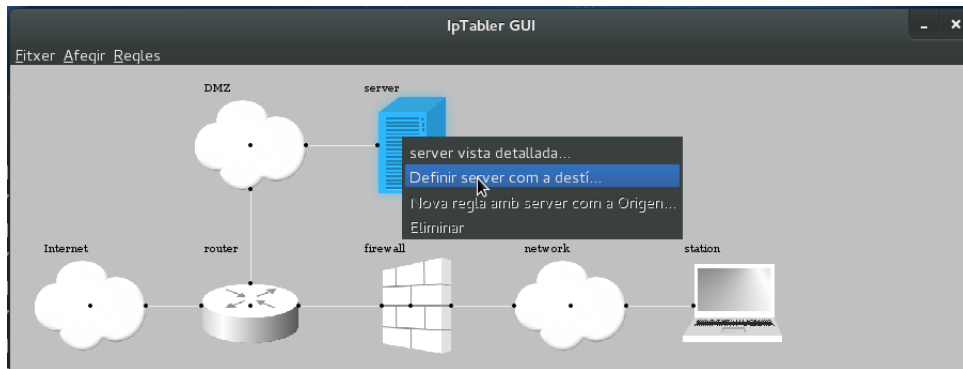 IpTabler GUI
Fitxer Afegir Regles
DMZ
server
server vista detallada...
Definir server com a destí...
Nova regla amb server com a Origen...
Eliminar
Internet
router
firewall
network
station